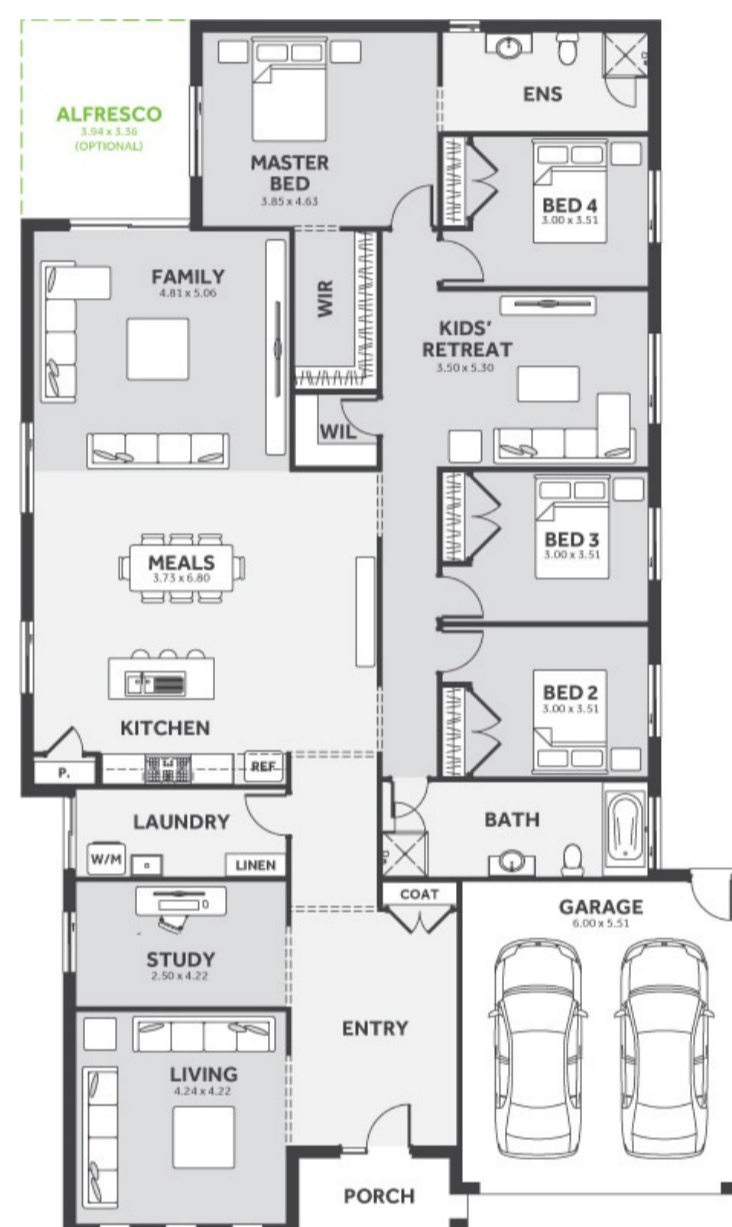 ALFRESCO
3.94 x 3.36
(OPTIONAL)
MASTER
BED
3.85 x 4.63
ENS
BED 4
3.00 x 3.51
FAMILY
4.81 x 5.06
WIR
KIDS'
RETREAT
3.50 x 5.30
WIL
MEALS
3.73 x 6.80
BED 3
3.00 x 3.51
BED 2
3.00 x 3.51
KITCHEN
P.
REF
LAUNDRY
W/M
LINEN
BATH
COAT
GARAGE
6.00 x 5.51
STUDY
2.50 x 4.22
ENTRY
LIVING
4.24 x 4.22
PORCH